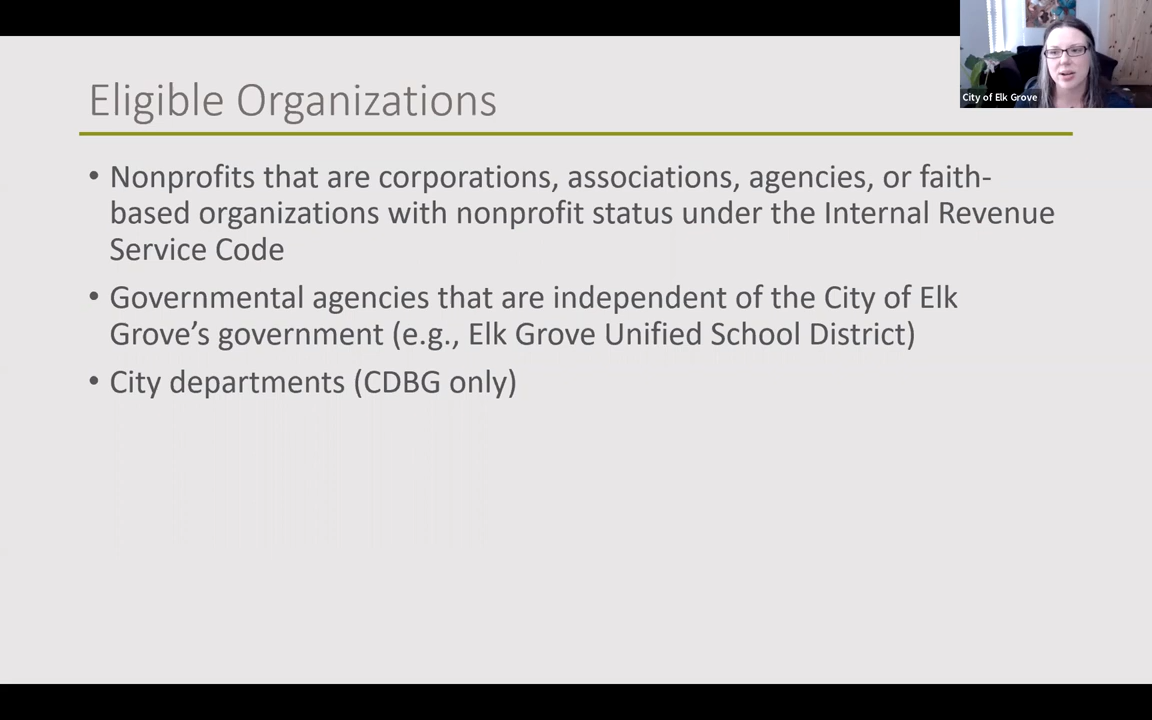 Eligible Organizations
City of Elk Grove
• Nonprofits that are corporations, associations, agencies, or faith-
based organizations with nonprofit status under the Internal Revenue
Service Code
• Governmental agencies that are independent of the City of Elk
Grove’s government (e.g., Elk Grove Unified School District)
• City departments (CDBG only)